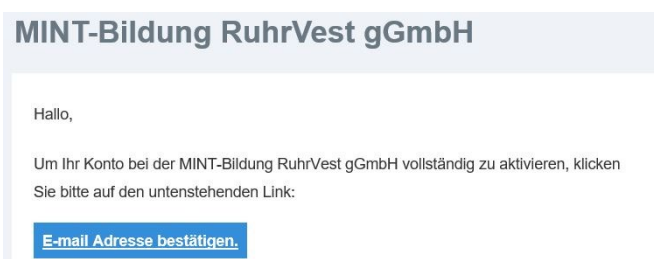 MINT-Bildung RuhrVest gGmbH
Hallo,
Um Ihr Konto bei der MINT-Bildung RuhrVest gGmbH vollständig zu aktivieren, klicken
Sie bitte auf den untenstehenden Link:
E-mail Adresse bestätigen.